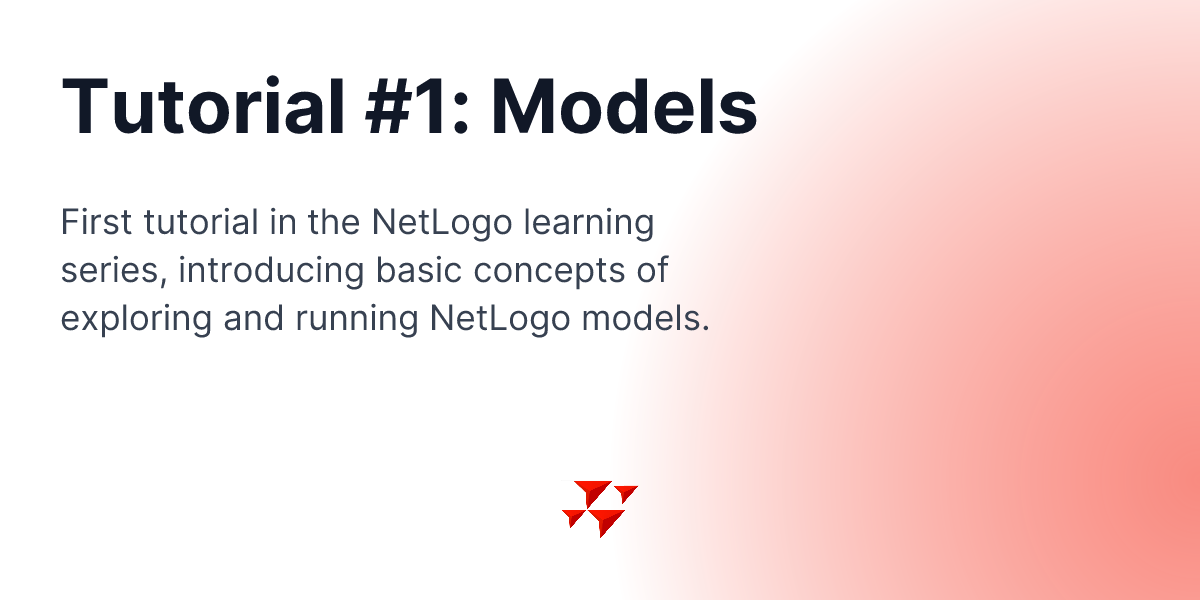 Tutorial #1: Models
First tutorial in the NetLogo learning
series, introducing basic concepts of
exploring and running NetLogo models.